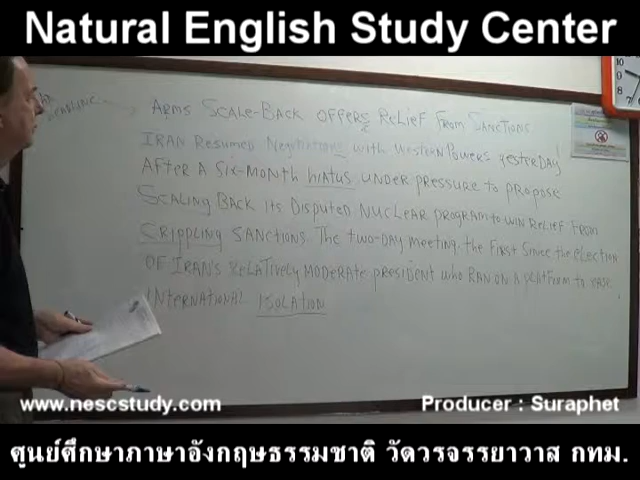 Natural English Study Center
HEADLINE
ARMS SCALE-BACK OFFERS RELIEF FROM SANCTIONS
IRAN RESUMED NEGOTIATIONS WITH WESTERN POWERS YESTERDAY
AFTER A SIX-MONTH HIATUS UNDER PRESSURE TO PROPOSE
SCALING BACK ITS DISPUTED NUCLEAR PROGRAM TO WIN RELIEF FROM
CRIPPLING SANCTIONS. THE TWO-DAY MEETING. THE FIRST SINCE THE ELECTION
OF IRAN'S RELATIVELY MODERATE PRESIDENT WHO RAN ON A PLATFORM TO EASE
INTERNATIONAL ISOLATION
10
9
8
7
www.nescstudy.com
Producer : Suraphet
ศูนย์ศึกษาภาษาอังกฤษธรรมชาติ วัดวรจรรยาวาส กทม.